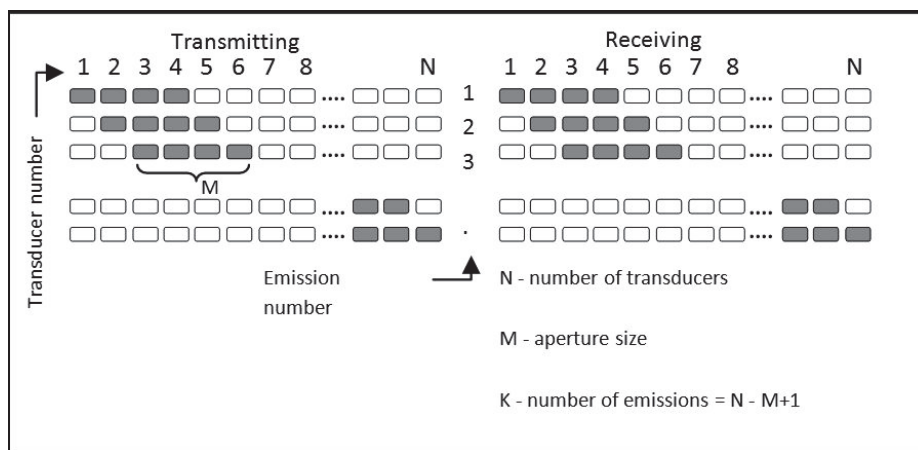 Transmitting
1 2 3 4 5 6 7 8 N
Receiving
1 2 3 4 5 6 7 8 N
Transducer number
....
1
....
....
2
....
....
3
....
M
....
....
....
.
....
Emission
number
N - number of transducers
M - aperture size
K - number of emissions = N - M+1